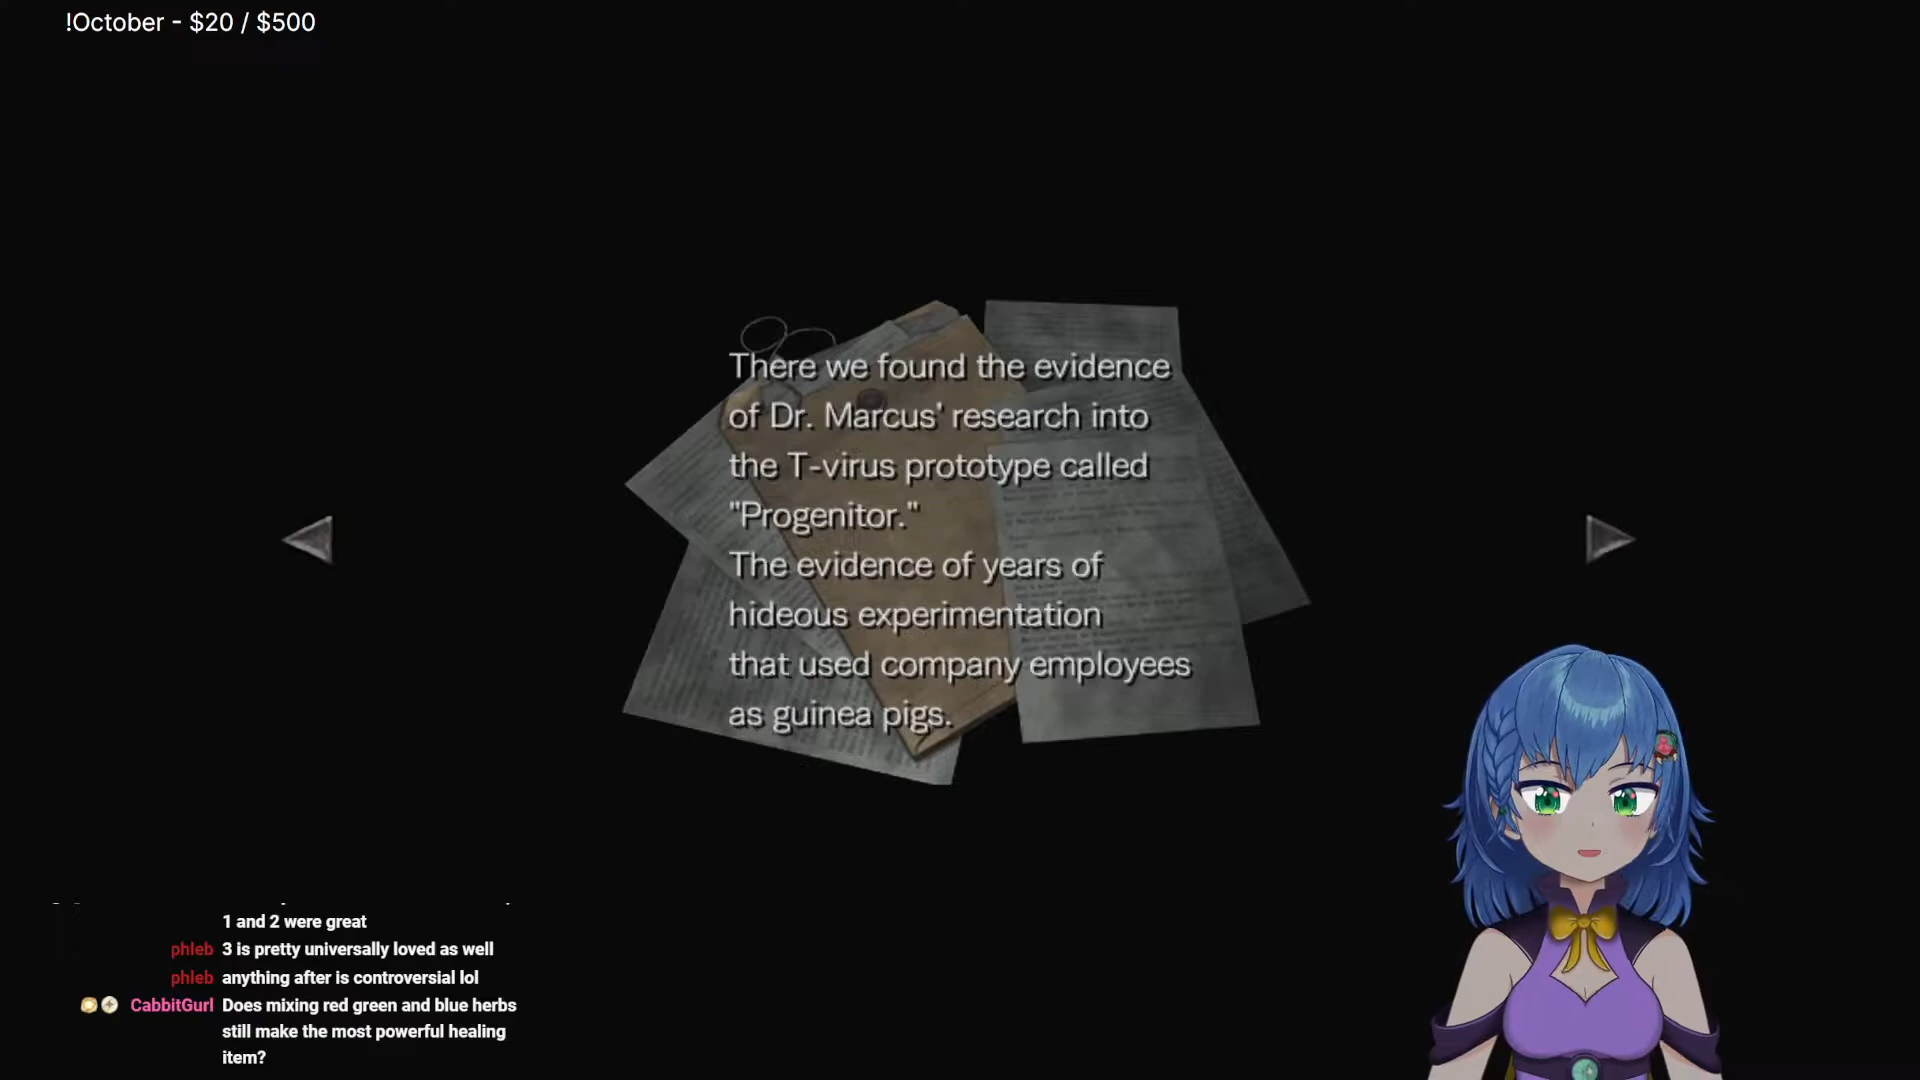 !October - $20 / $500
There we found the evidence
of Dr. Marcus' research into
the T-virus prototype called
"Progenitor."
The evidence of years of
hideous experimentation
that used company employees
as guinea pigs.
1 and 2 were great
phleb 3 is pretty universally loved as well
phleb anything after is controversial lol
CabbitGurl Does mixing red green and blue herbs
still make the most powerful healing
item?